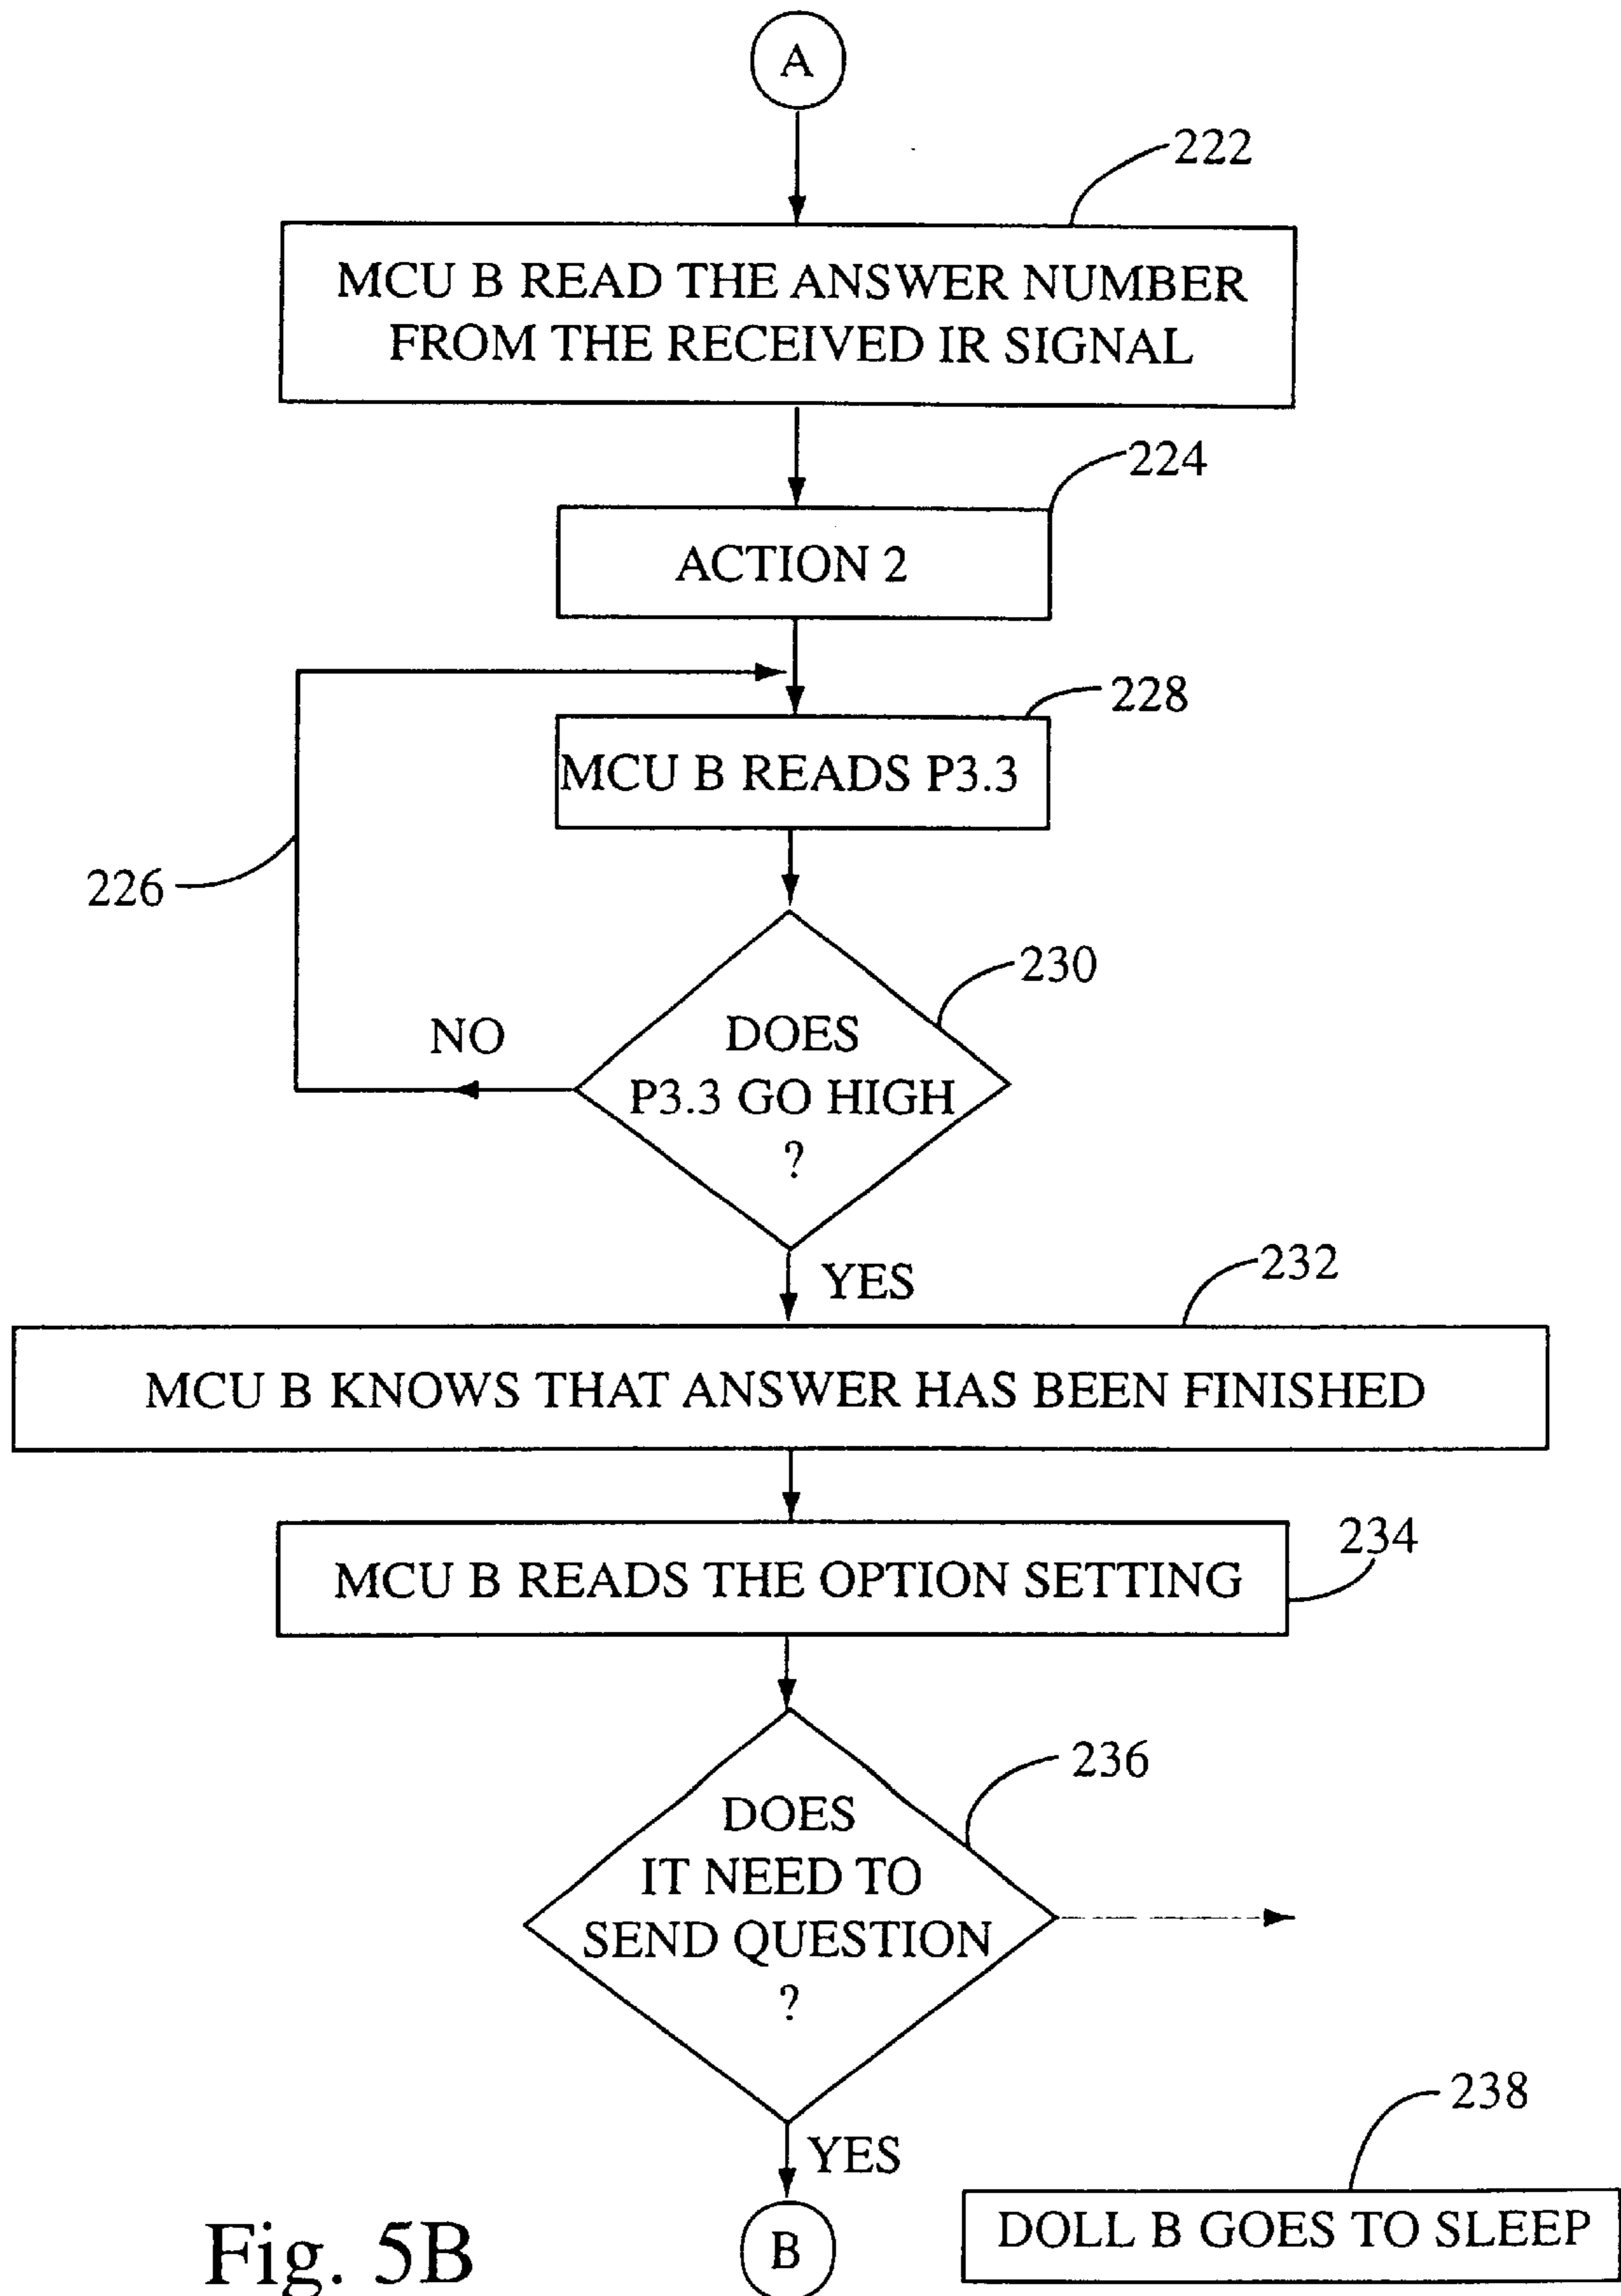 A
222
MCU B READ THE ANSWER NUMBER
FROM THE RECEIVED IR SIGNAL
224
ACTION 2
228
MCU B READS P3.3
226
230
NO
DOES
P3.3 GO HIGH
?
YES
232
MCU B KNOWS THAT ANSWER HAS BEEN FINISHED
234
MCU B READS THE OPTION SETTING
236
DOES
IT NEED TO
SEND QUESTION
?
238
YES
B
DOLL B GOES TO SLEEP
Fig. 5B